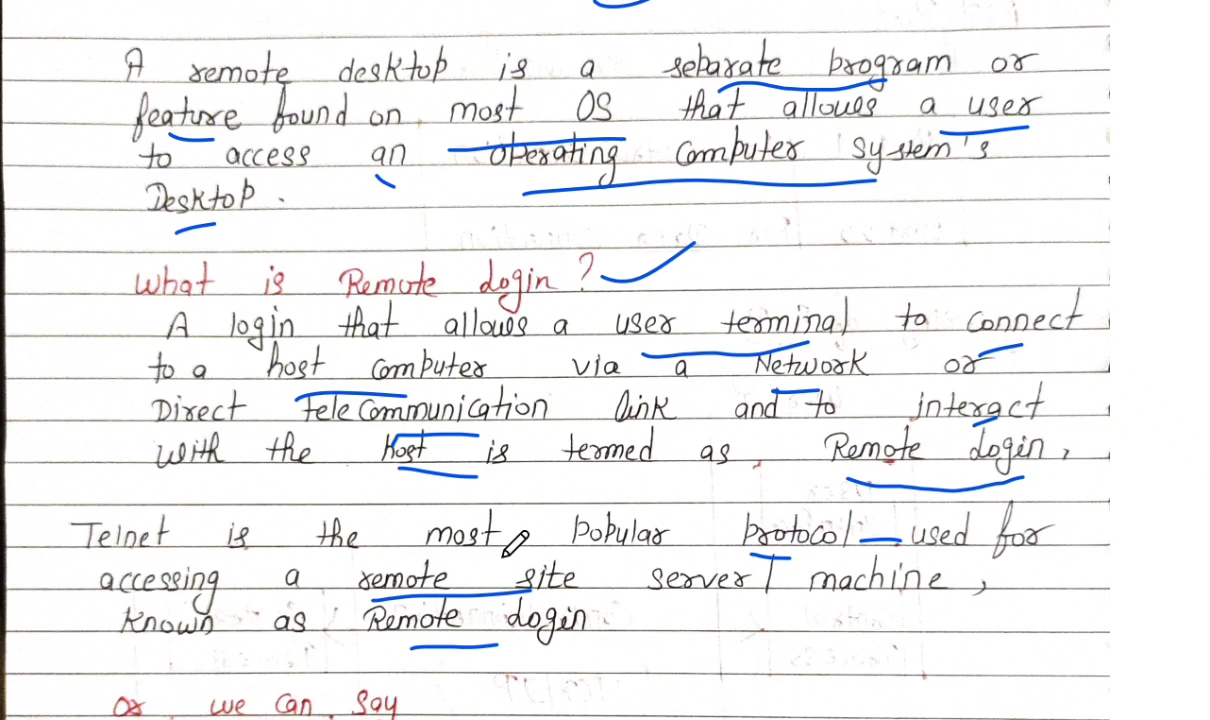 A remote desktop is a separate program or
feature found on most OS that allows a user
to access an operating computer system's
Desktop.
What is Remote Login?
A login that allows a user terminal to connect
to a host computer via a Network or
Direct telecommunication link and to interact
with the Host is termed as Remote Login,
Telnet is the most popular protocol used for
accessing a remote site server/machine,
Known as Remote Login
Or we can say